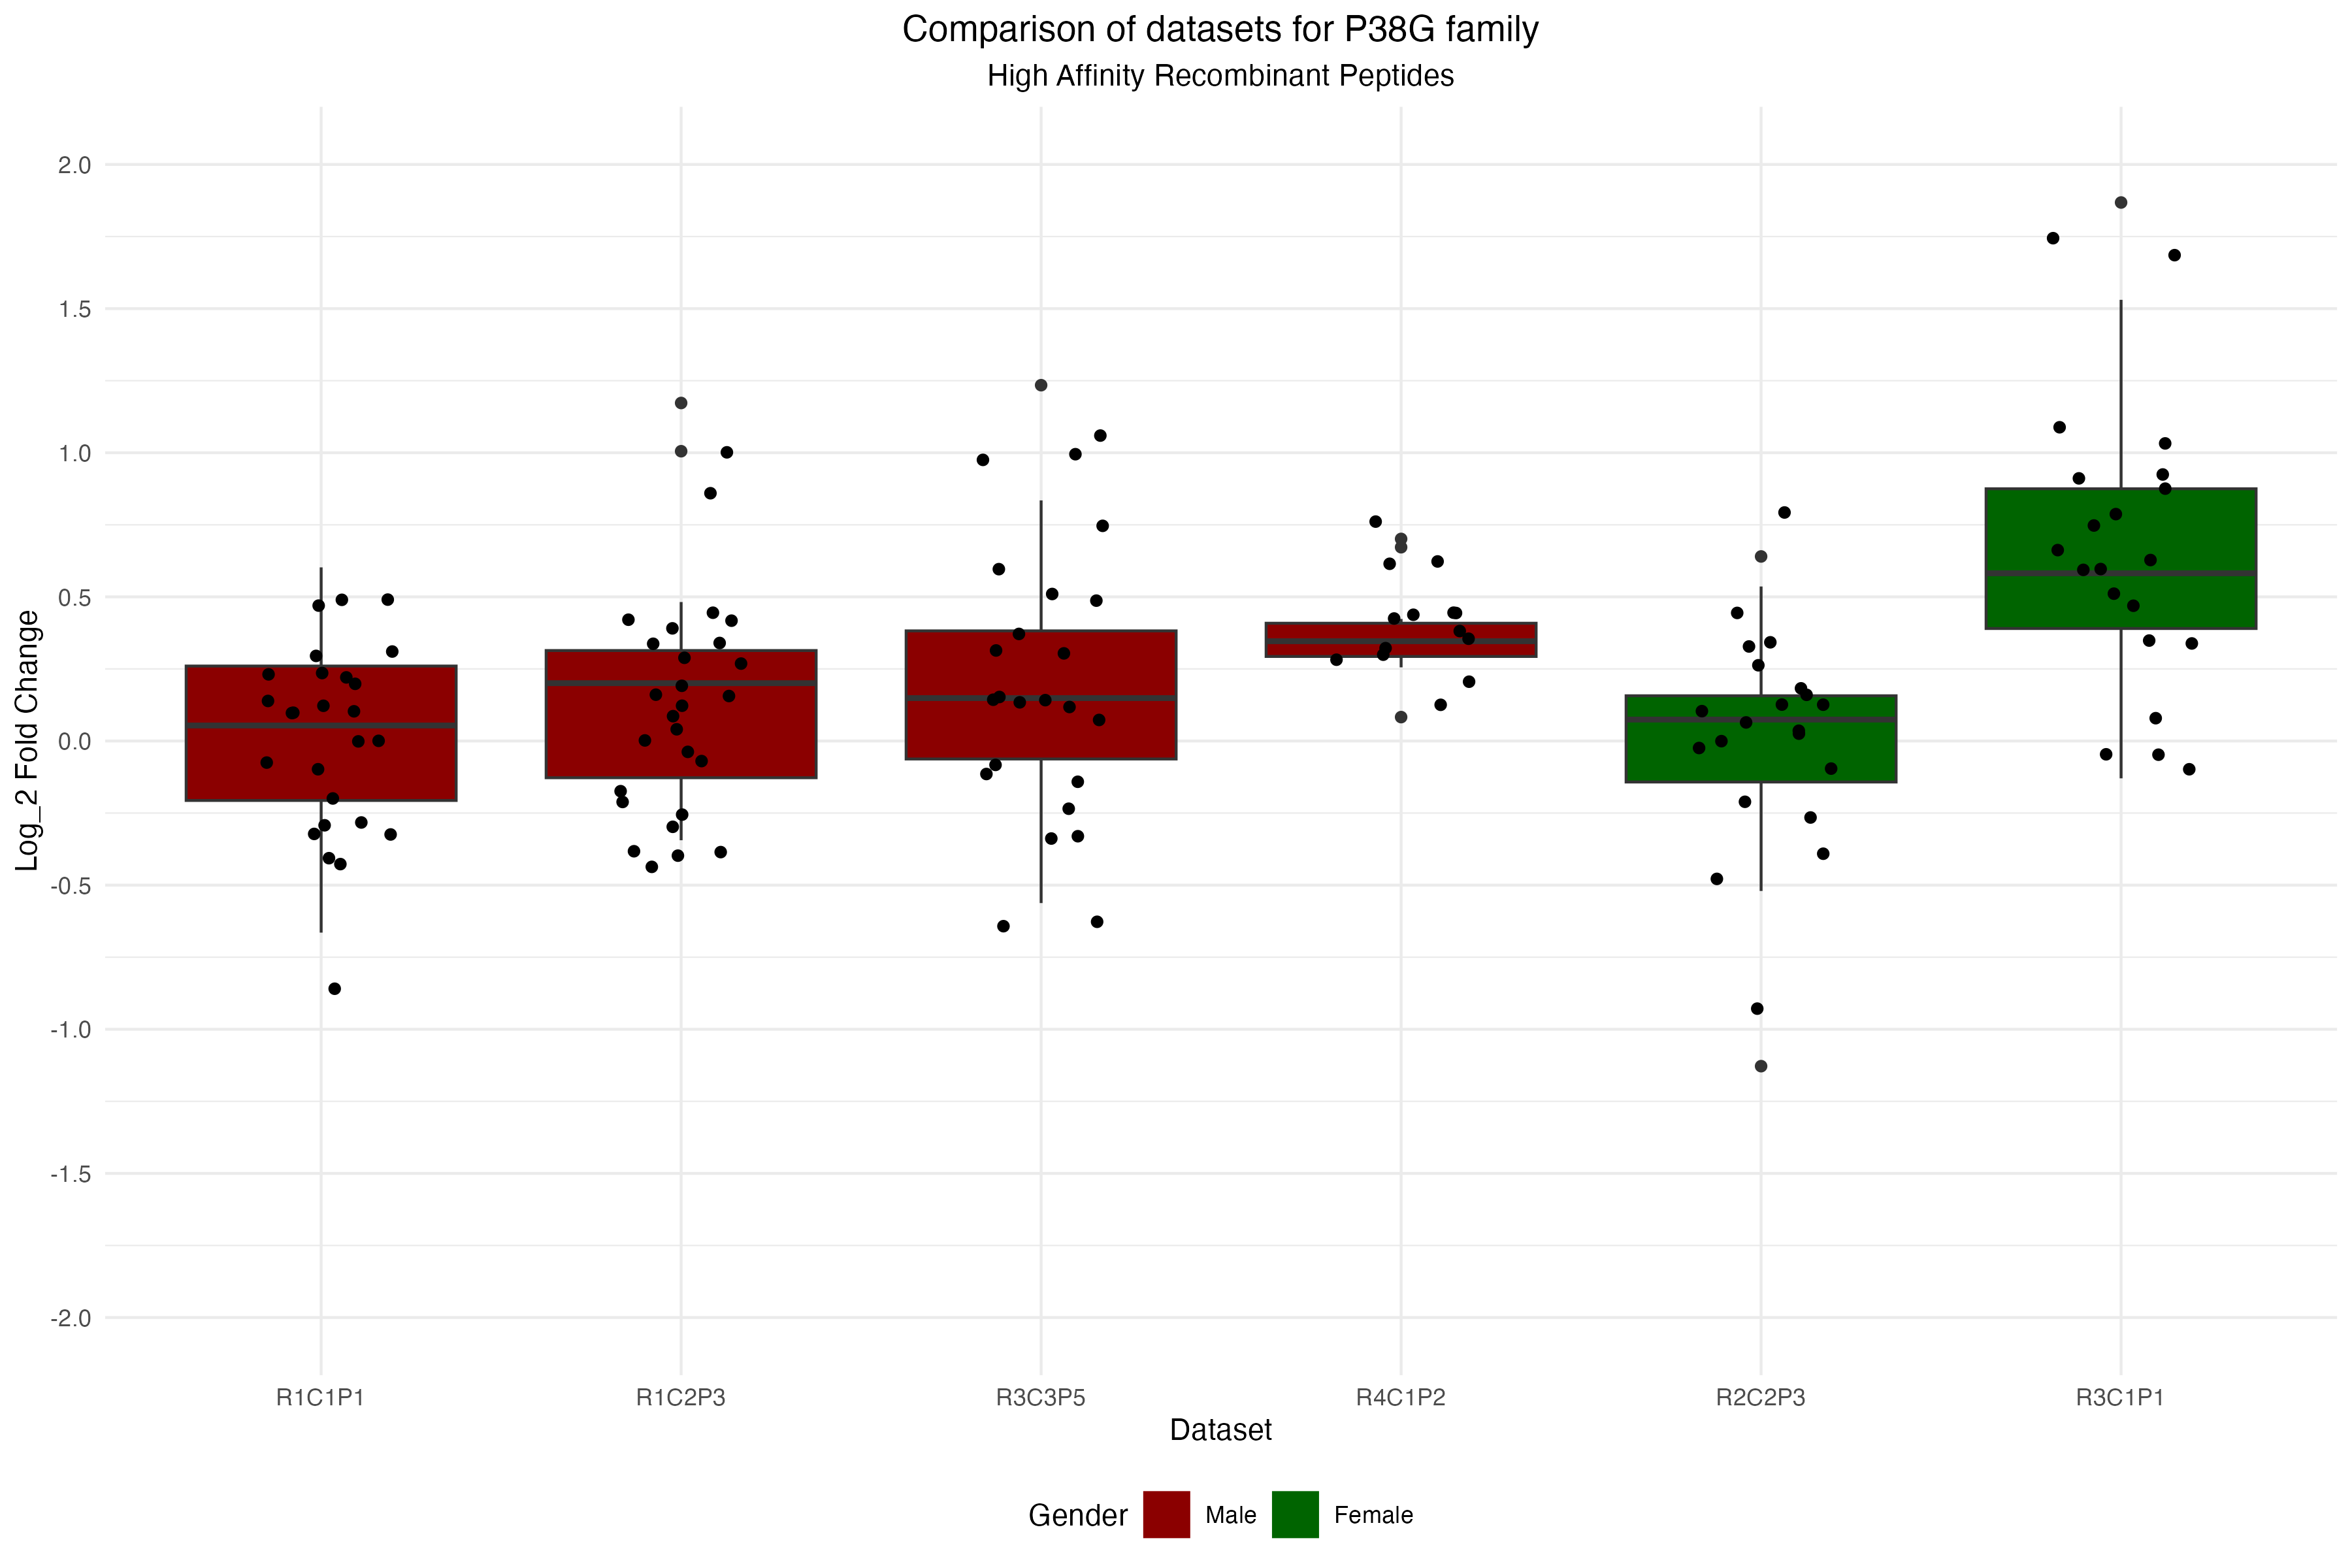 Comparison of datasets for P38G family
High Affinity Recombinant Peptides
Log_2 Fold Change
2.0
1.5
1.0
0.5
0.0
-0.5
-1.0
-1.5
-2.0
R1C1P1 R1C2P3 R3C3P5 R4C1P2 R2C2P3 R3C1P1
Dataset
Gender Male Female